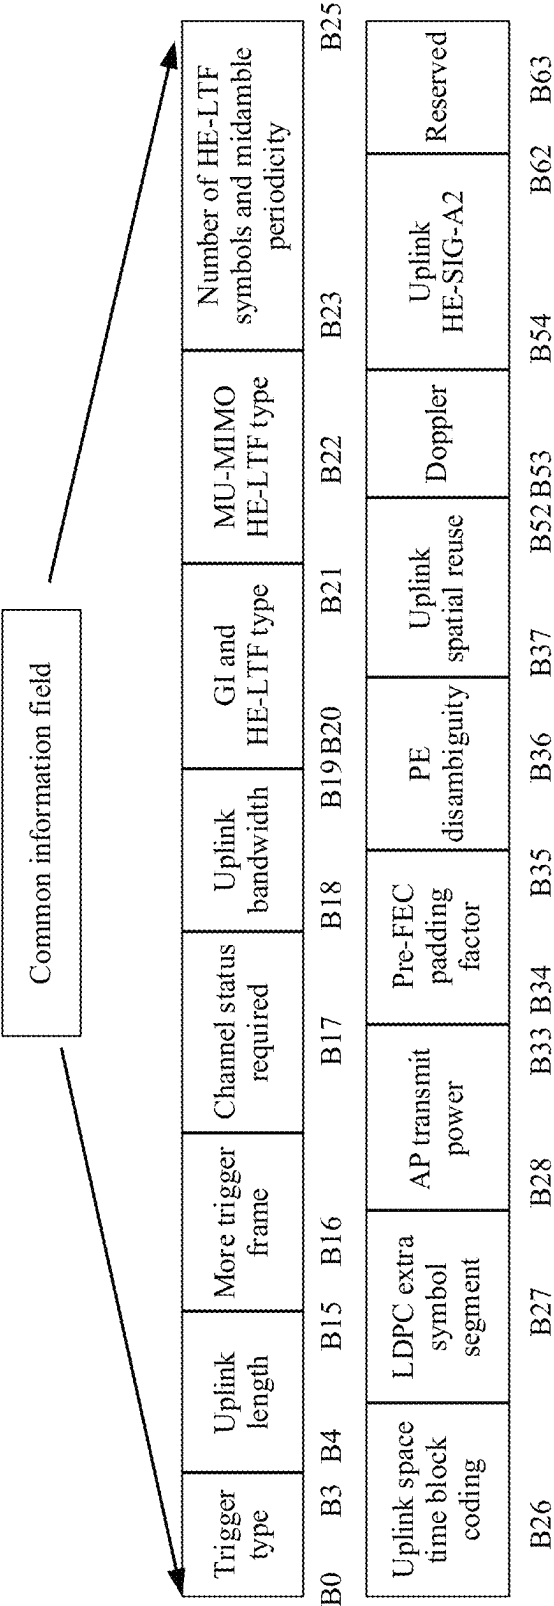 Common information field
Trigger
type
Uplink
length
More trigger
frame
Channel status
required
Uplink
bandwidth
GI and
HE-LTF type
MU-MIMO
HE-LTF type
Number of HE-LTF
symbols and midamble
periodicity
B0 B3 B4 B15 B16 B17 B18 B19 B20 B21 B22 B23 B25
Uplink space
time block
coding
LDPC extra
symbol
segment
AP transmit
power
Pre-FEC
padding
factor
PE
disambiguity
Uplink
spatial reuse
Doppler
Uplink
HE-SIG-A2
Reserved
B26 B27 B28 B33 B34 B35 B36 B37 B52 B53 B54 B62 B63